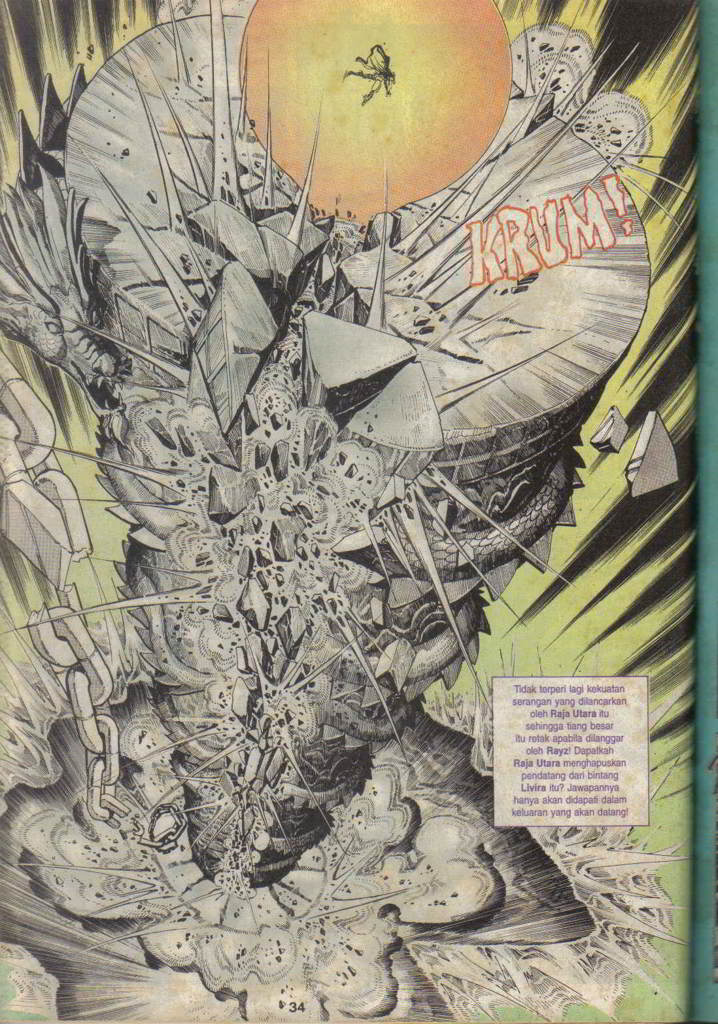 KRUM!
Tidak terperi lagi kekuatan
serangan yang dilancarkan
oleh Raja Utara itu
sehingga tiang besar
itu retak apabila dilanggar
oleh Rayz! Dapatkah
Raja Utara menghapuskan
pendatang dari bintang
Livira itu? Jawapannya
hanya akan didapati dalam
keluaran yang akan datang!
34